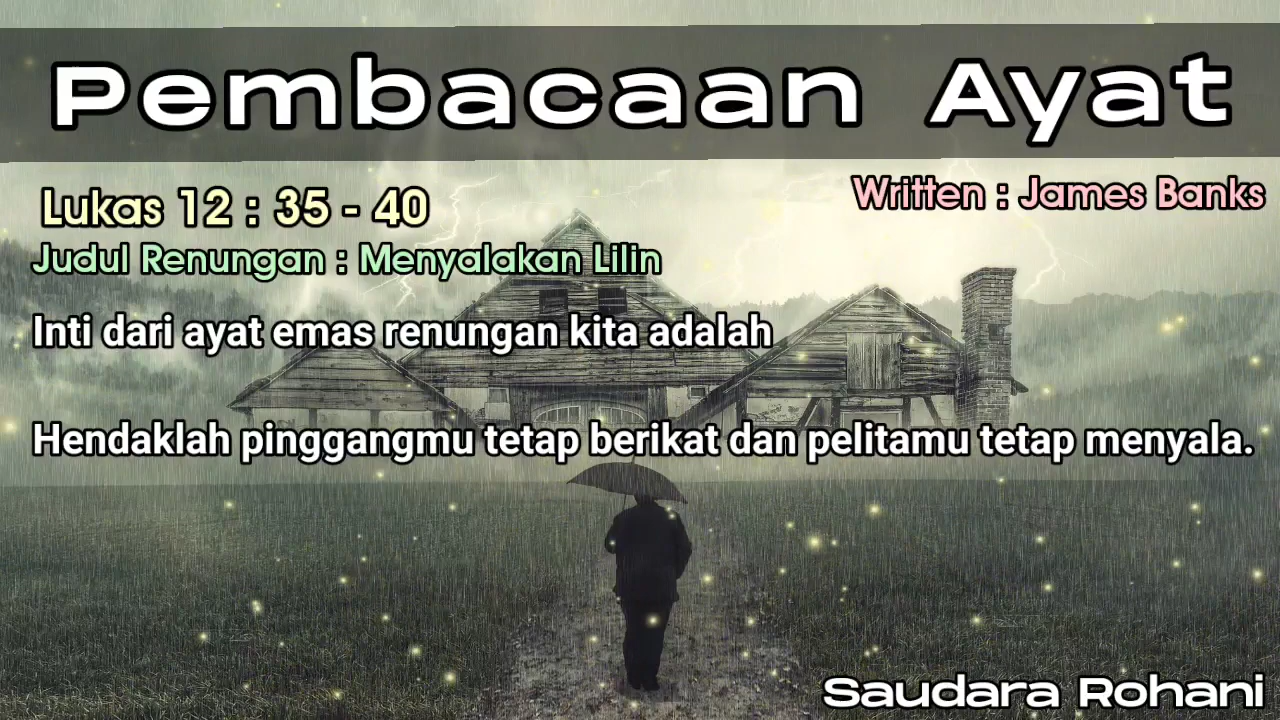 Pembacaan Ayat
Lukas 12 : 35 - 40
Written : James Banks
Judul Renungan : Menyalakan Lilin
Inti dari ayat emas renungan kita adalah
Hendaklah pinggangmu tetap berikat dan pelitamu tetap menyala.
Saudara Rohani